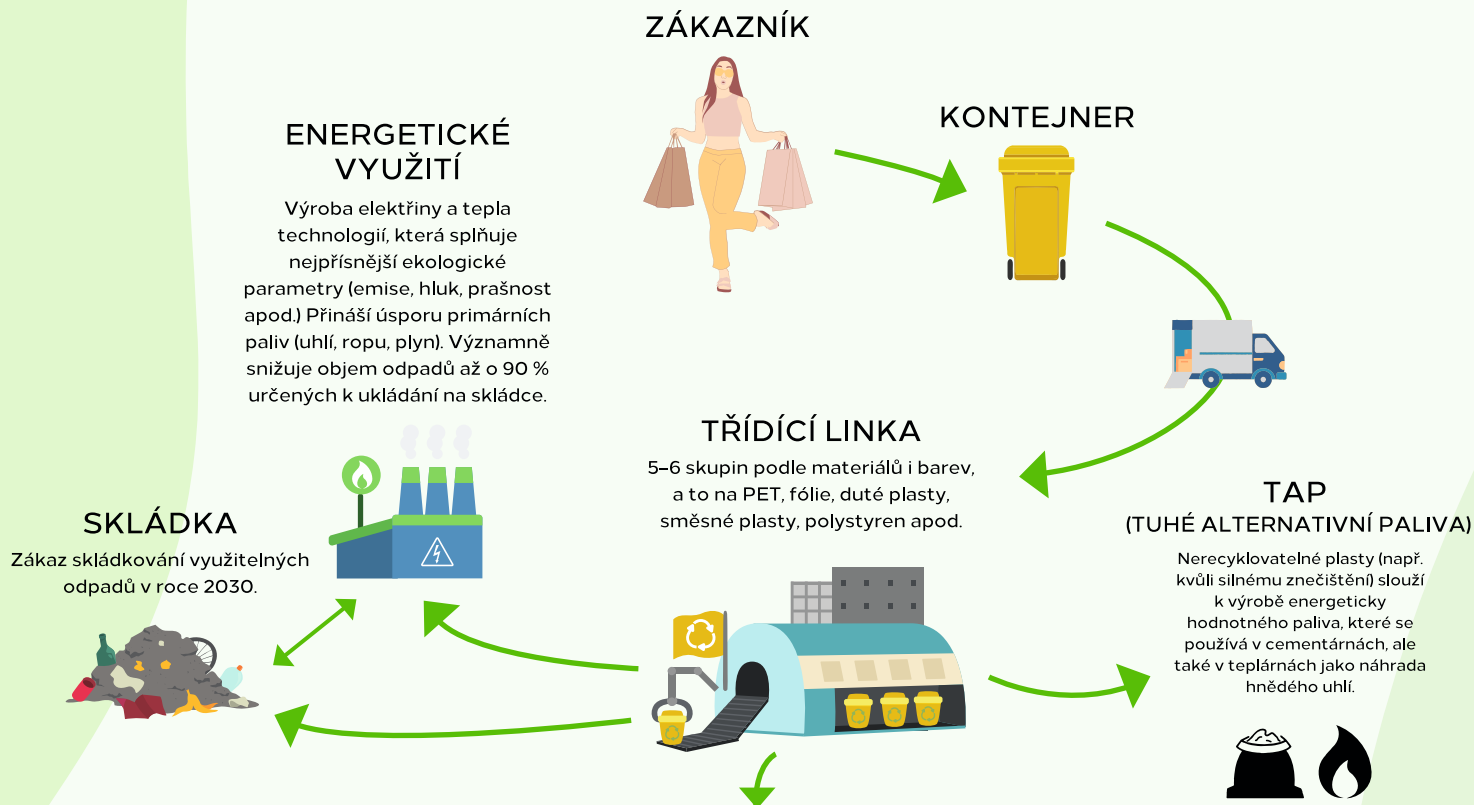 ZÁKAZNÍK
KONTEJNER
ENERGETICKÉ
VYUŽITÍ
Výroba elektřiny a tepla
technologií, která splňuje
nejpřísnější ekologické
parametry (emise, hluk, prašnost
apod.) Přináší úsporu primárních
paliv (uhlí, ropu, plyn). Významně
snižuje objem odpadů až o 90 %
určených k ukládání na skládce.
TŘÍDÍCÍ LINKA
5–6 skupin podle materiálů i barev,
a to na PET, fólie, duté plasty,
směsné plasty, polystyren apod.
TAP
(TUHÉ ALTERNATIVNÍ PALIVA)
Nerecyklovatelné plasty (např.
kvůli silnému znečištění) slouží
k výrobě energeticky
hodnotného paliva, které se
používá v cementárnách, ale
také v teplárnách jako náhrada
hnědého uhlí.
SKLÁDKA
Zákaz skládkování využitelných
odpadů v roce 2030.